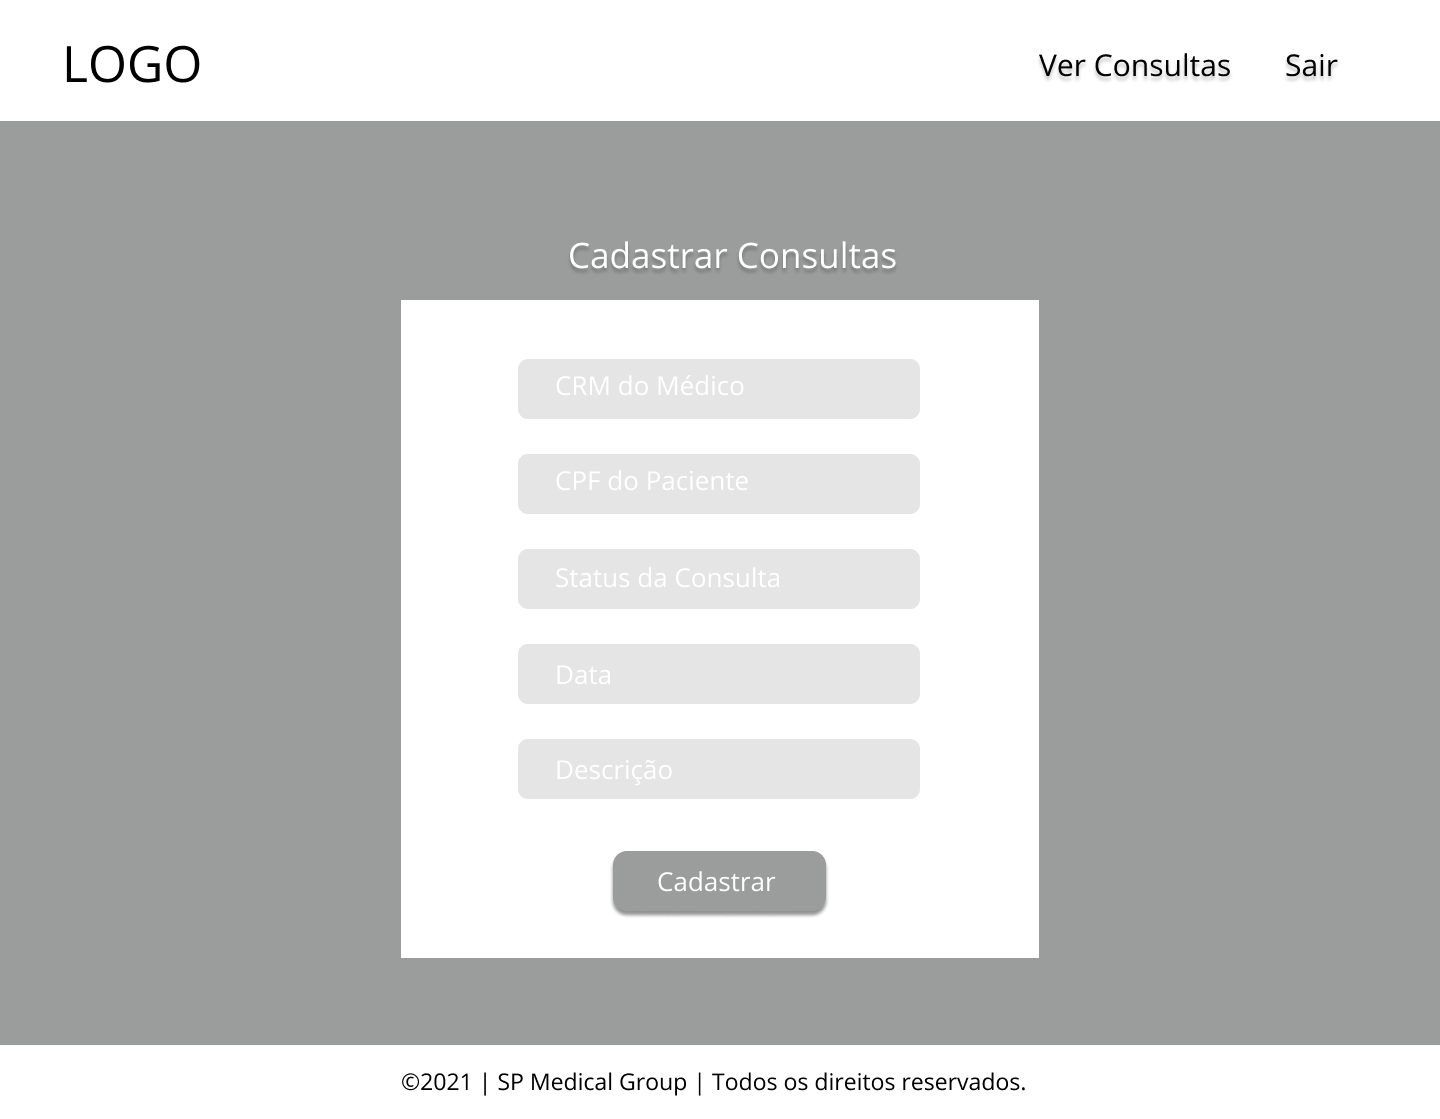 LOGO
Ver Consultas
Sair
Cadastrar Consultas
CRM do Médico
CPF do Paciente
Status da Consulta
Data
Descrição
Cadastrar
©2021 | SP Medical Group | Todos os direitos reservados.